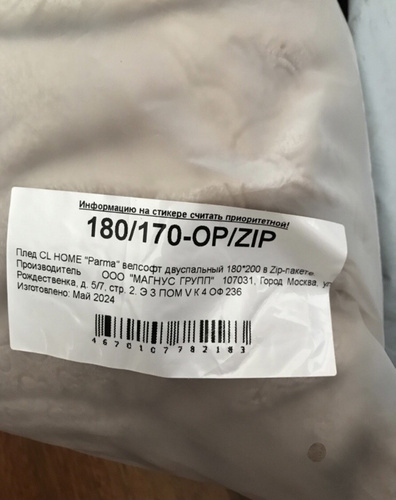 Информацию на стикере считать приоритетной!
180/170-OP/ZIP
Плед CL HOME "Parma" велсофт двуспальный 180*200 в Zip-пакете
Производитель ООО "МАГНУС ГРУПП" 107031, Город Москва, ул
Рождественка, д. 5/7, стр. 2, Э 3 ПОМ V К 4 ОФ 236
Изготовлено: Май 2024
4670107782183